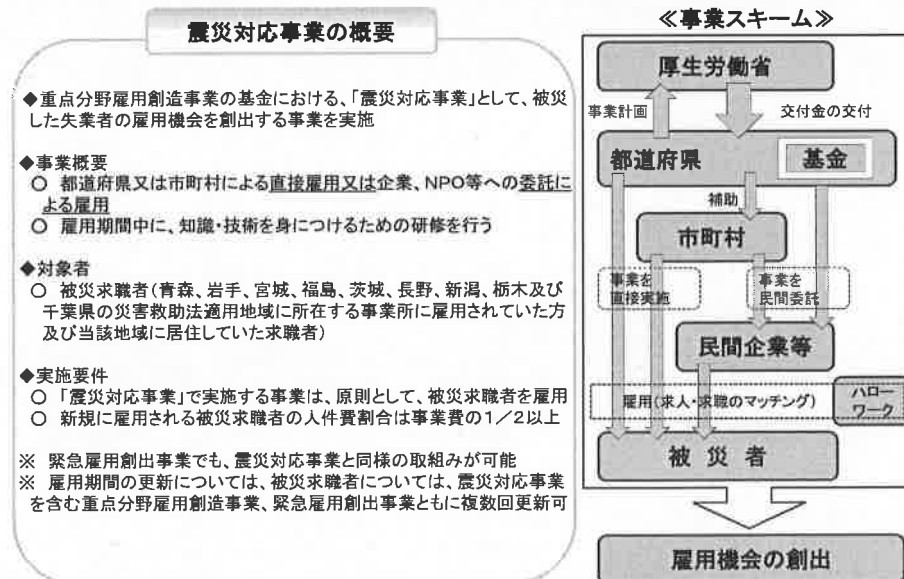 震災対応事業の概要
◆重点分野雇用創造事業の基金における、「震災対応事業」として、被災
した失業者の雇用機会を創出する事業を実施
◆事業概要
○ 都道府県又は市町村による直接雇用又は企業、NPO等への委託に
よる雇用
○ 雇用期間中に、知識・技術を身につけるための研修を行う
◆対象者
○ 被災求職者(青森、岩手、宮城、福島、茨城、長野、新潟、栃木及び
千葉県の災害救助法適用地域に所在する事業所に雇用されていた方
及び当該地域に居住していた求職者)
◆実施要件
○ 「震災対応事業」で実施する事業は、原則として、被災求職者を雇用
○ 新規に雇用される被災求職者の人件費割合は事業費の1/2以上
※ 緊急雇用創出事業でも、震災対応事業と同様の取組みが可能
※ 雇用期間の更新については、被災求職者については、震災対応事業
を含む重点分野雇用創造事業、緊急雇用創出事業ともに複数回更新可
≪事業スキーム≫
厚生労働省
事業計画
交付金の交付
都道府県
基金
補助
市町村
事業を
直接実施
事業を
民間委託
民間企業等
雇用(求人・求職のマッチング)
ハロー
ワーク
被災者
雇用機会の創出